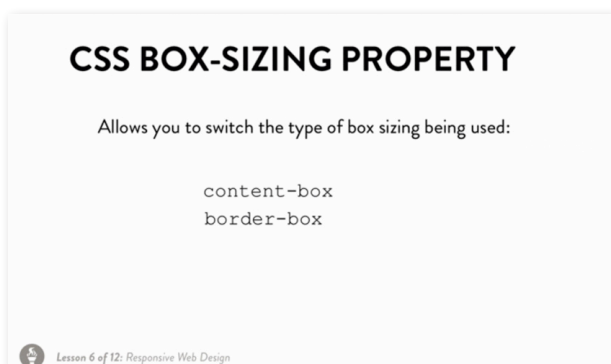 CSS BOX-SIZING PROPERTY
Allows you to switch the type of box sizing being used:
content-box
border-box
Lesson 6 of 12: Responsive Web Design